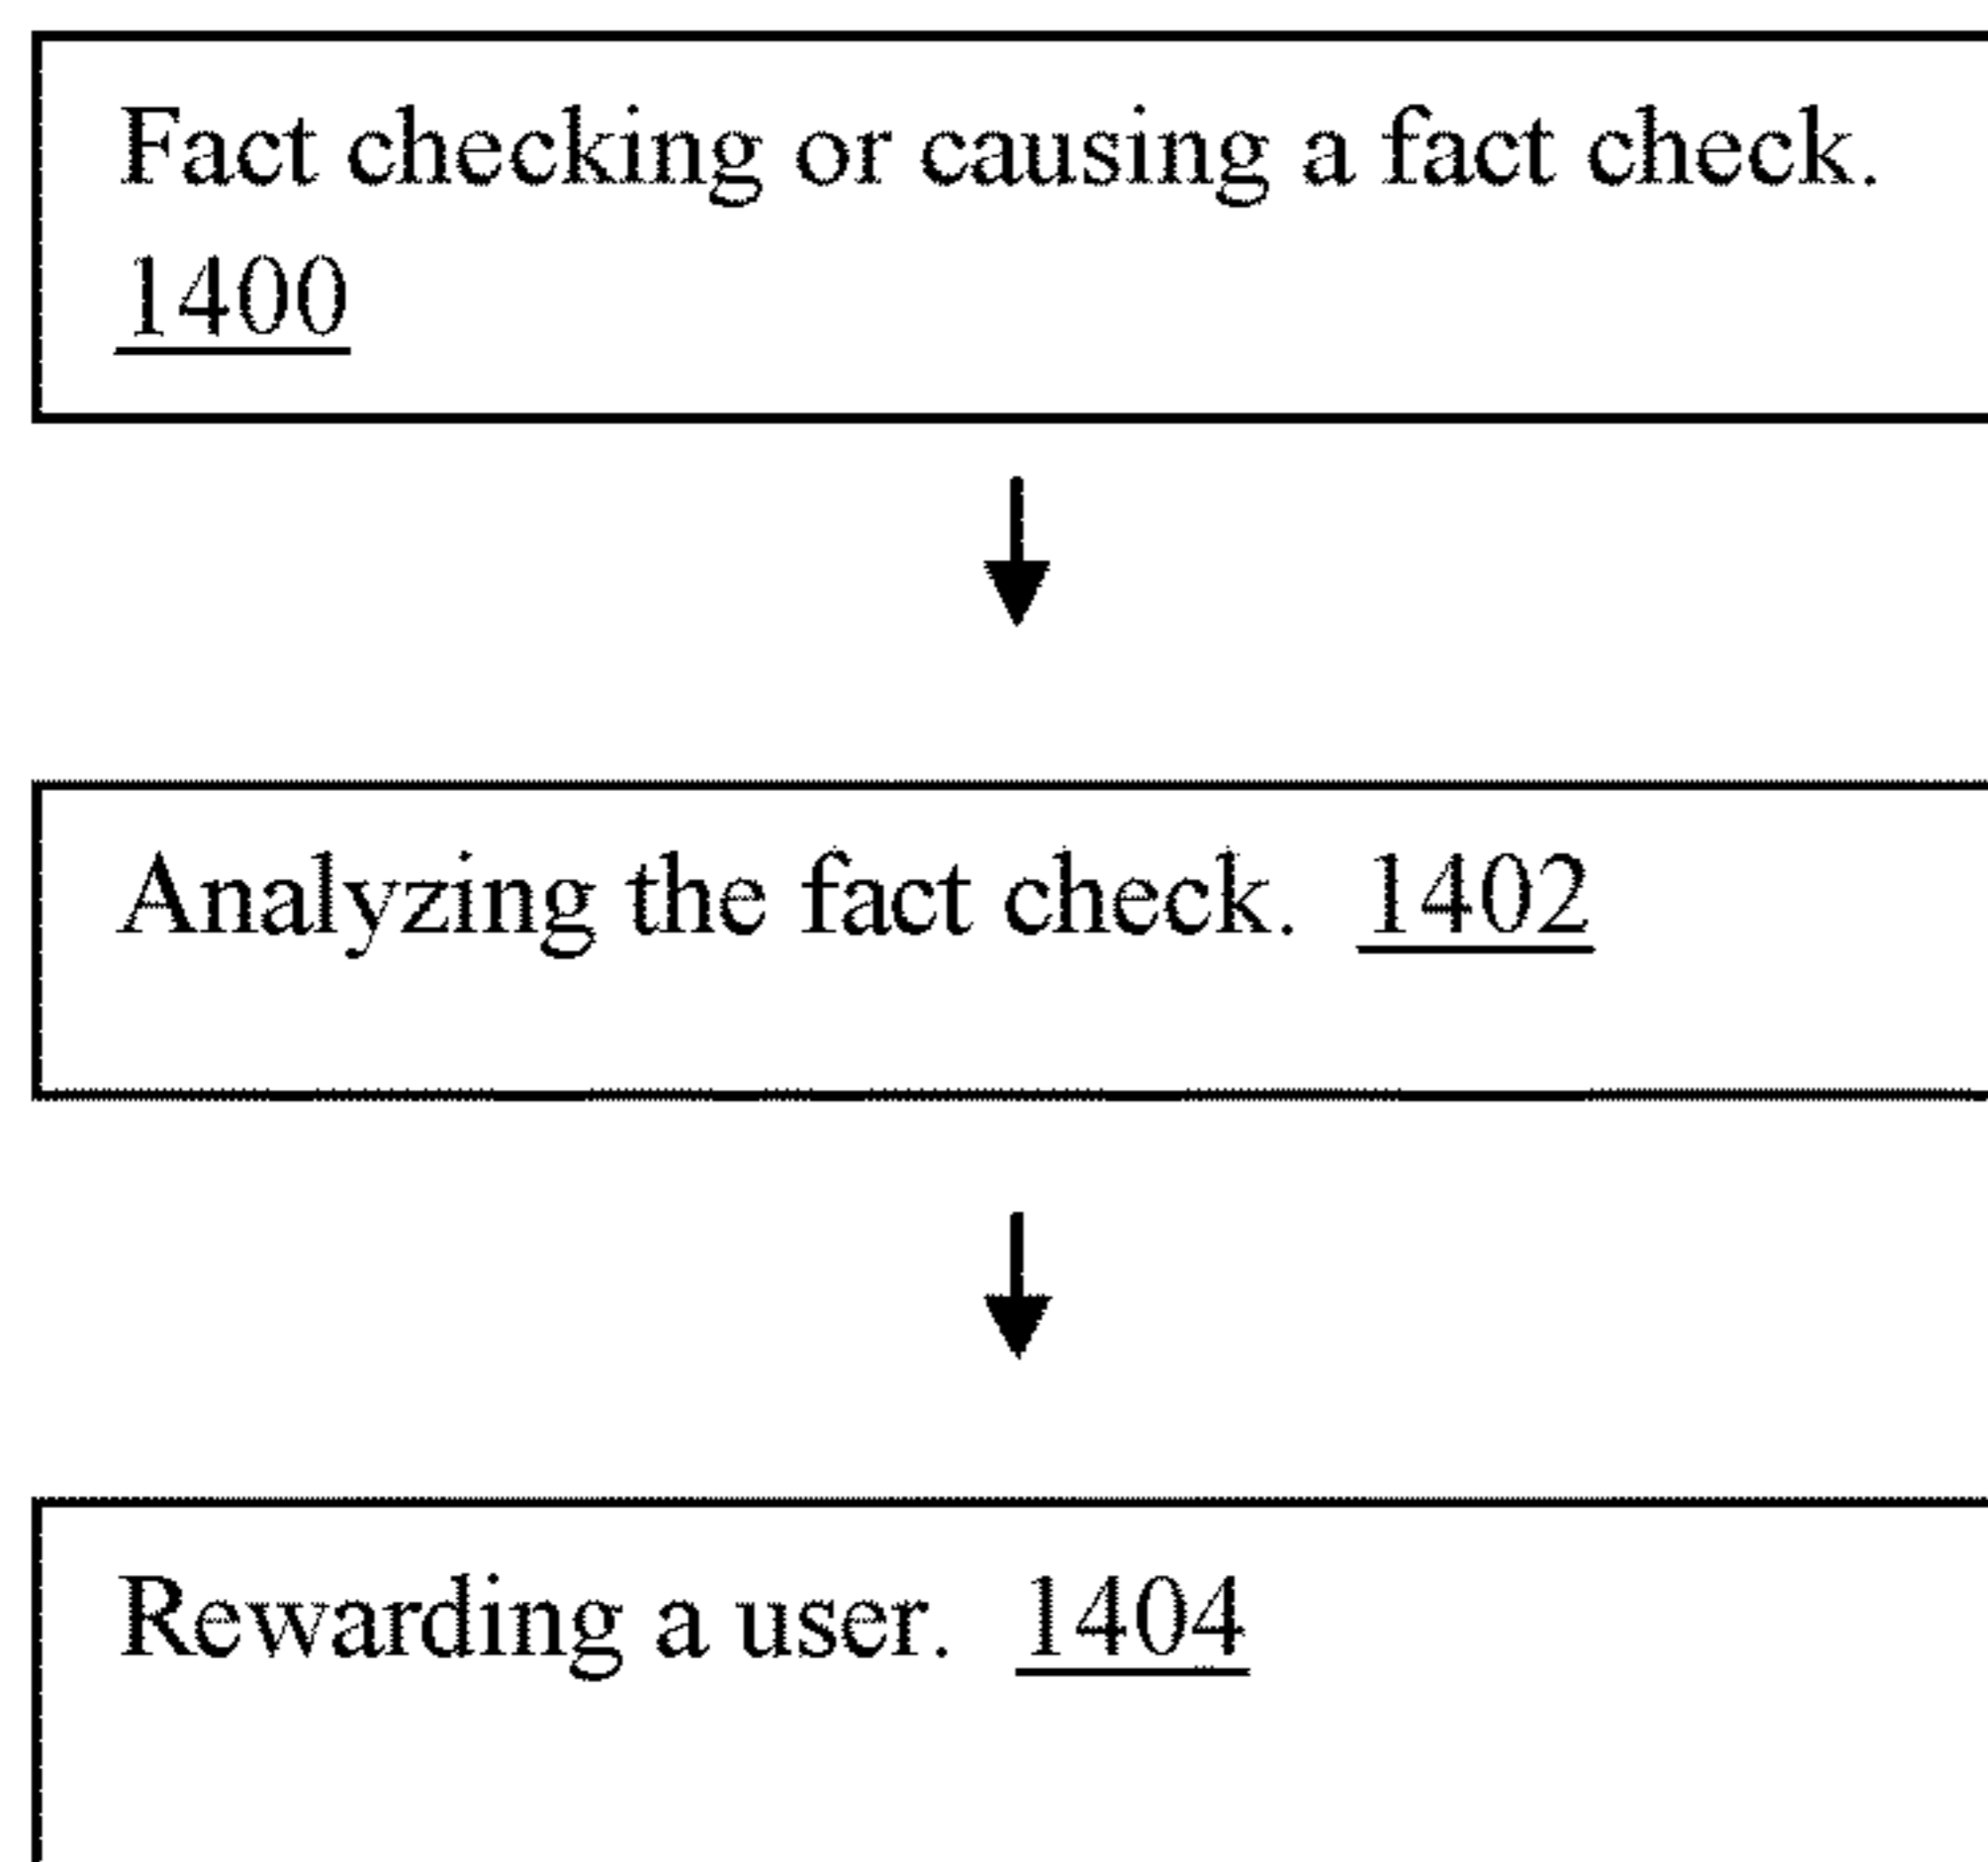 Fact checking or causing a fact check.
1400
Analyzing the fact check. 1402
Rewarding a user. 1404